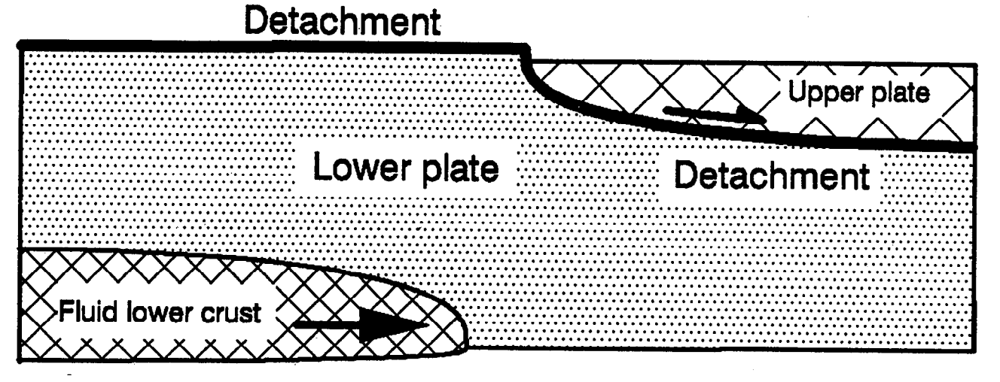 Detachment
Upper plate
Lower plate
Detachment
Fluid lower crust